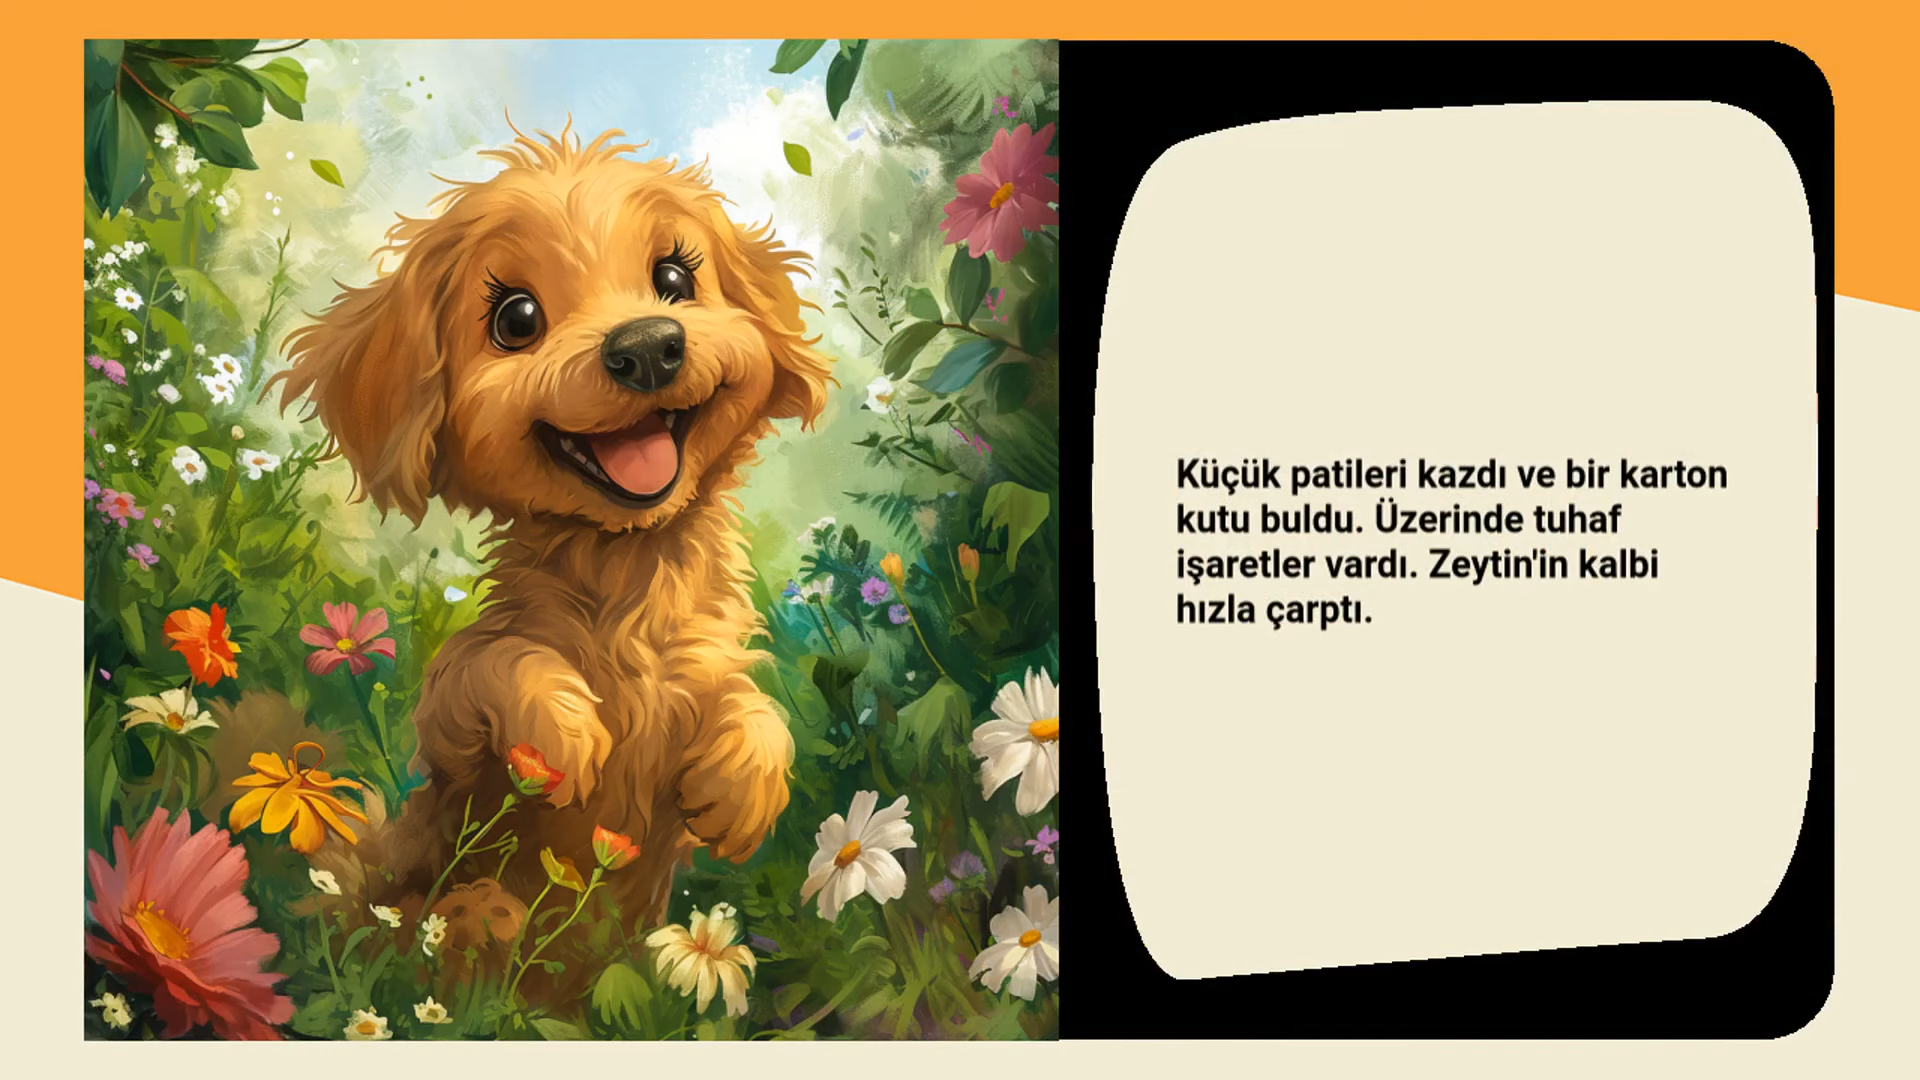 Küçük patileri kazdı ve bir karton
kutu buldu. Üzerinde tuhaf
işaretler vardı. Zeytin'in kalbi
hızla çarptı.